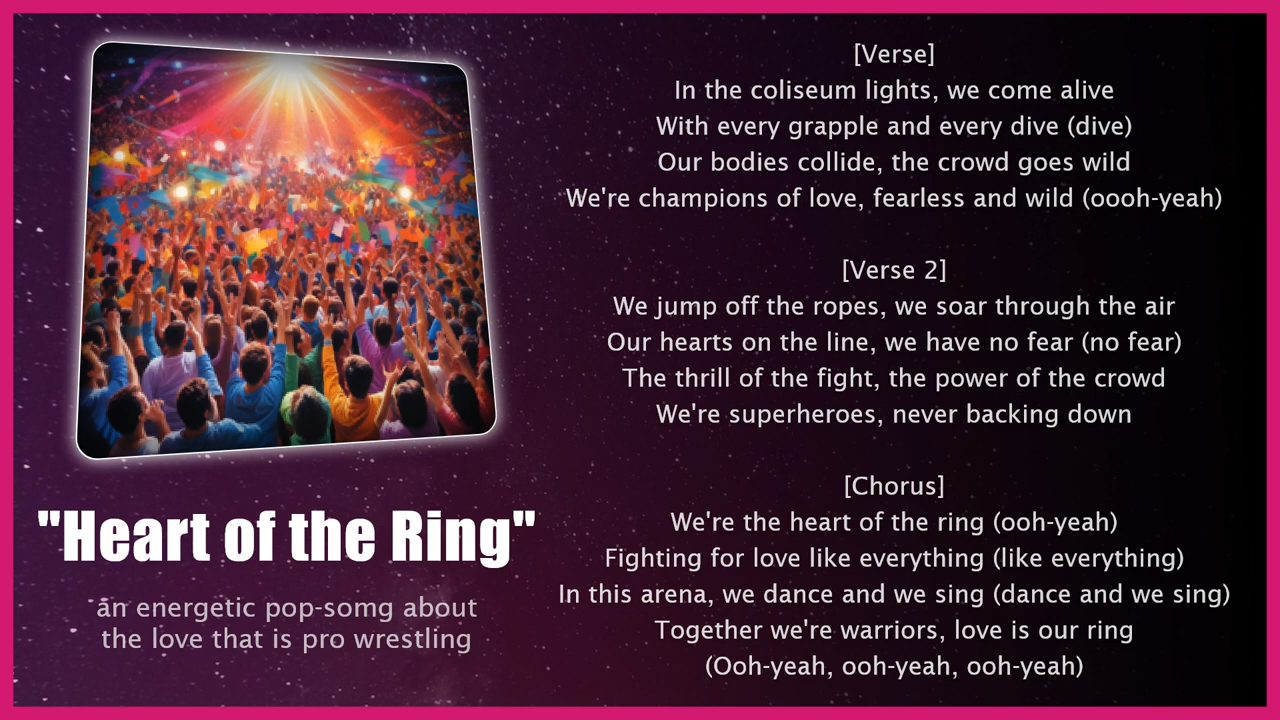 "Heart of the Ring"
an energetic pop-somg about
the love that is pro wrestling
[Verse]
In the coliseum lights, we come alive
With every grapple and every dive (dive)
Our bodies collide, the crowd goes wild
We're champions of love, fearless and wild (oooh-yeah)
[Verse 2]
We jump off the ropes, we soar through the air
Our hearts on the line, we have no fear (no fear)
The thrill of the fight, the power of the crowd
We're superheroes, never backing down
[Chorus]
We're the heart of the ring (ooh-yeah)
Fighting for love like everything (like everything)
In this arena, we dance and we sing (dance and we sing)
Together we're warriors, love is our ring
(Ooh-yeah, ooh-yeah, ooh-yeah)